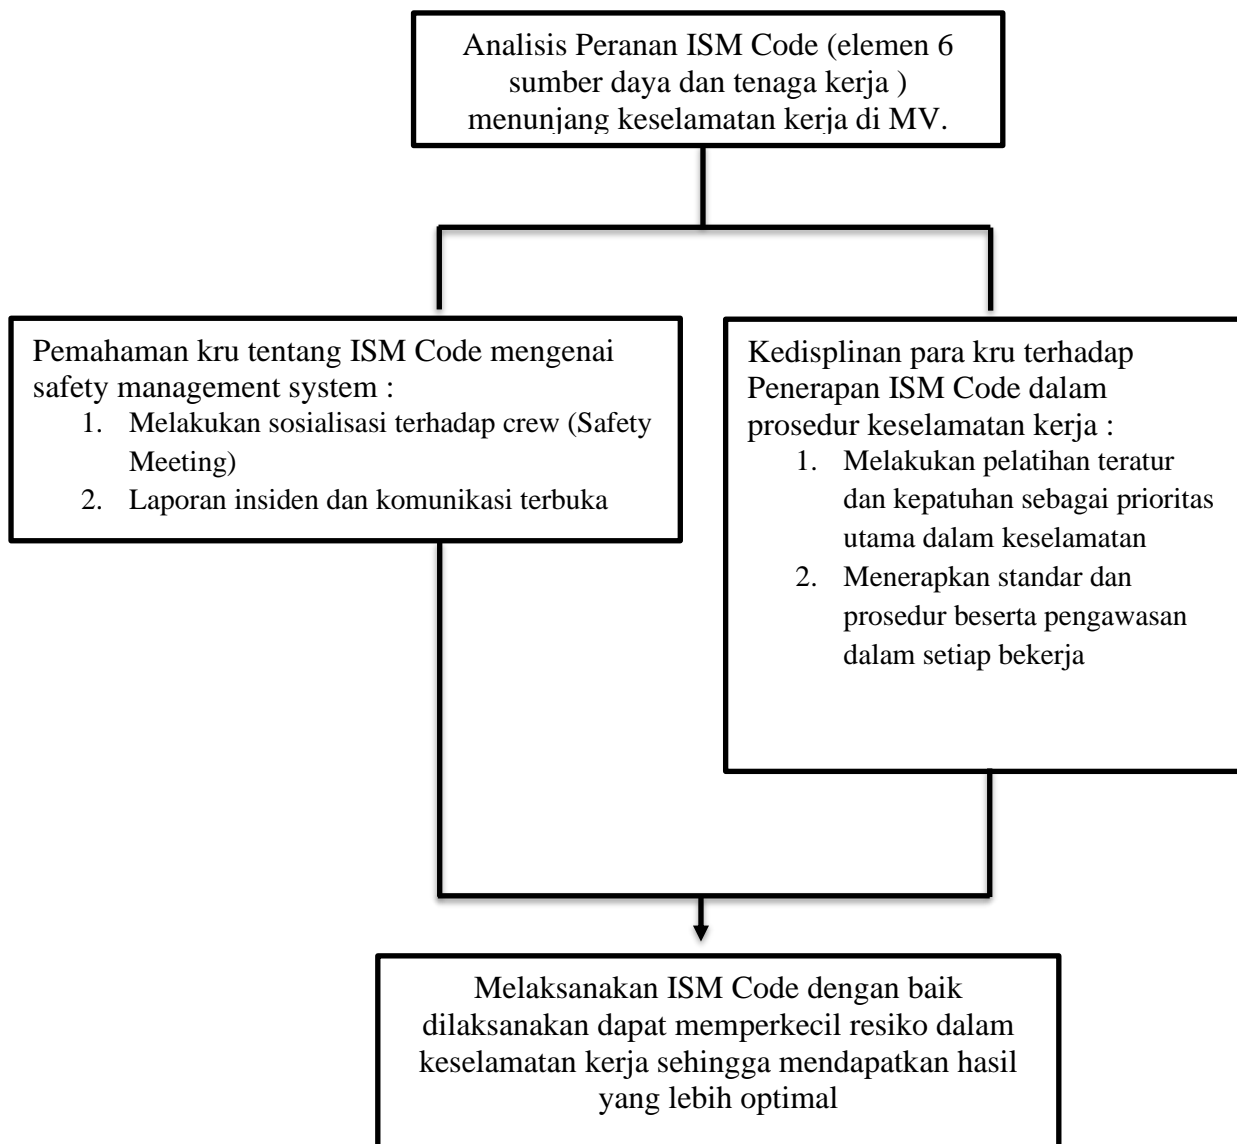 Analisis Peranan ISM Code (elemen 6
sumber daya dan tenaga kerja )
menunjang keselamatan kerja di MV.
Pemahaman kru tentang ISM Code mengenai
safety management system :
1. Melakukan sosialisasi terhadap crew (Safety
Meeting)
2. Laporan insiden dan komunikasi terbuka
Kedisplinan para kru terhadap
Penerapan ISM Code dalam
prosedur keselamatan kerja :
1. Melakukan pelatihan teratur
dan kepatuhan sebagai prioritas
utama dalam keselamatan
2. Menerapkan standar dan
prosedur beserta pengawasan
dalam setiap bekerja
Melaksanakan ISM Code dengan baik
dilaksanakan dapat memperkecil resiko dalam
keselamatan kerja sehingga mendapatkan hasil
yang lebih optimal